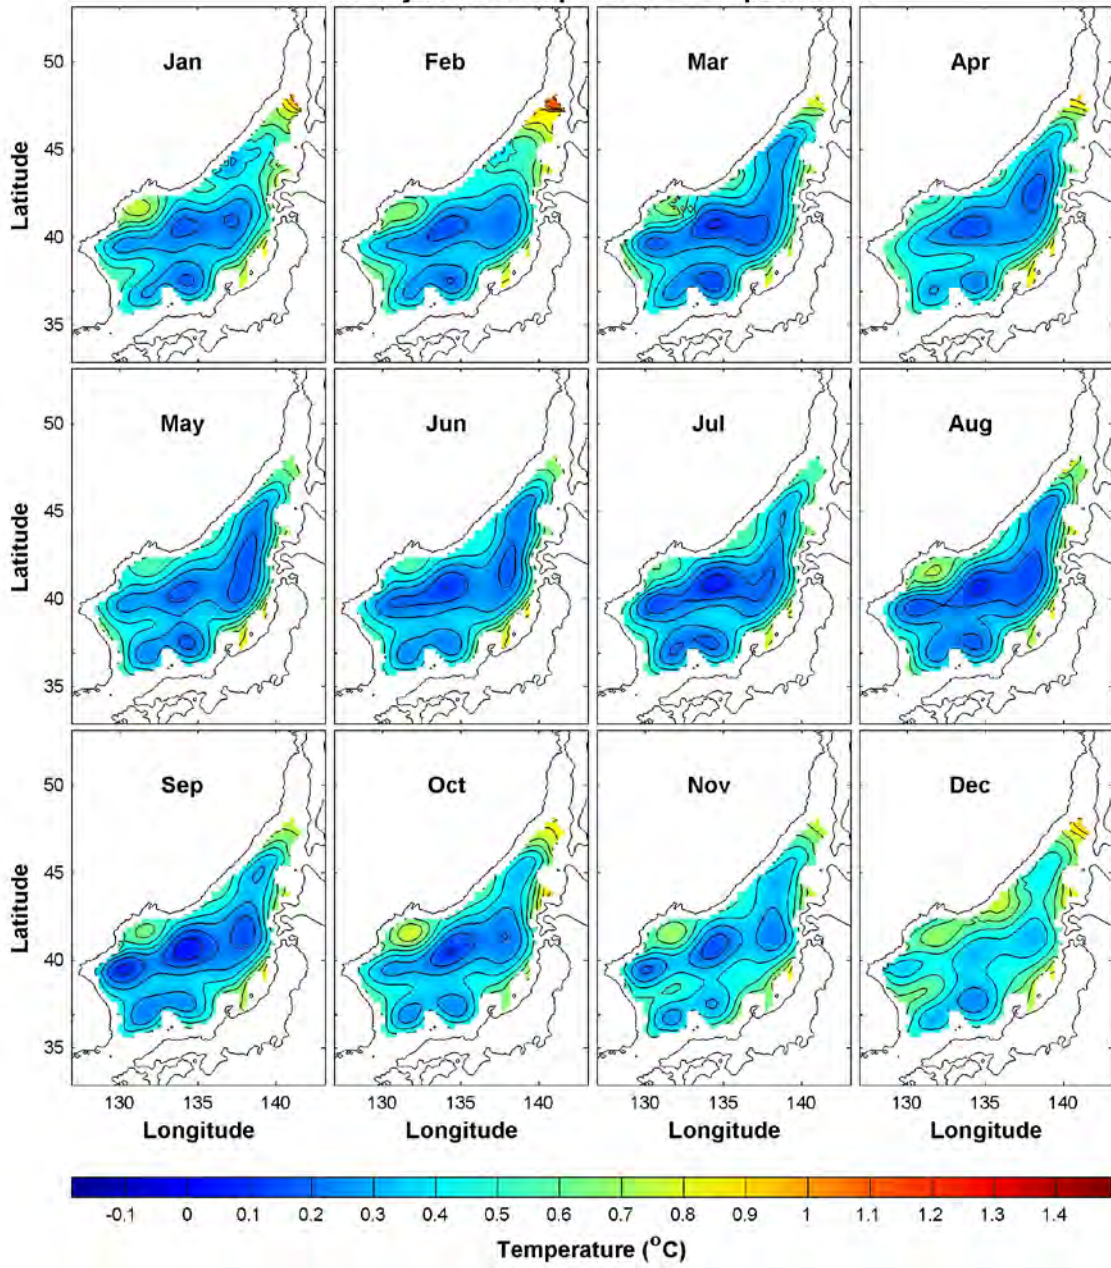 50
45
40
35
Latitude
Jan
Feb
Mar
Apr
50
45
40
35
Latitude
May
Jun
Jul
Aug
50
45
40
35
Latitude
Sep
Oct
Nov
Dec
130 135 140 130 135 140 130 135 140 130 135 140
Longitude Longitude Longitude Longitude
-0.1 0 0.1 0.2 0.3 0.4 0.5 0.6 0.7 0.8 0.9 1 1.1 1.2 1.3 1.4
Temperature (°C)